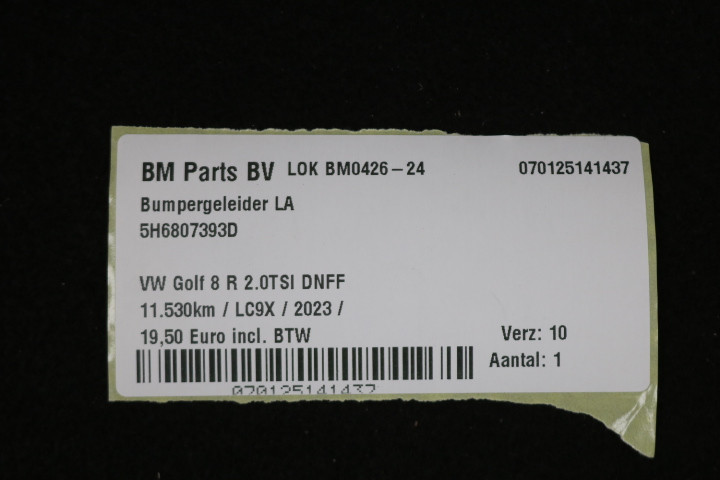 BM Parts BV LOK BM0426-24 070125141437
Bumpergeleider LA
5H6807393D
VW Golf 8 R 2.0TSI DNFF
11.530km / LC9X / 2023 /
19,50 Euro incl. BTW Verz: 10
Aantal: 1
070125141437